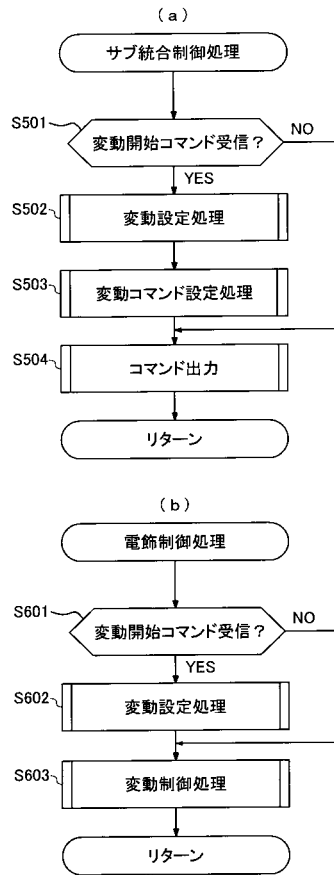 (a)
サブ統合制御処理
S501
変動開始コマンド受信?
NO
YES
S502
変動設定処理
S503
変動コマンド設定処理
S504
コマンド出力
リターン
(b)
電飾制御処理
S601
変動開始コマンド受信?
NO
YES
S602
変動設定処理
S603
変動制御処理
リターン